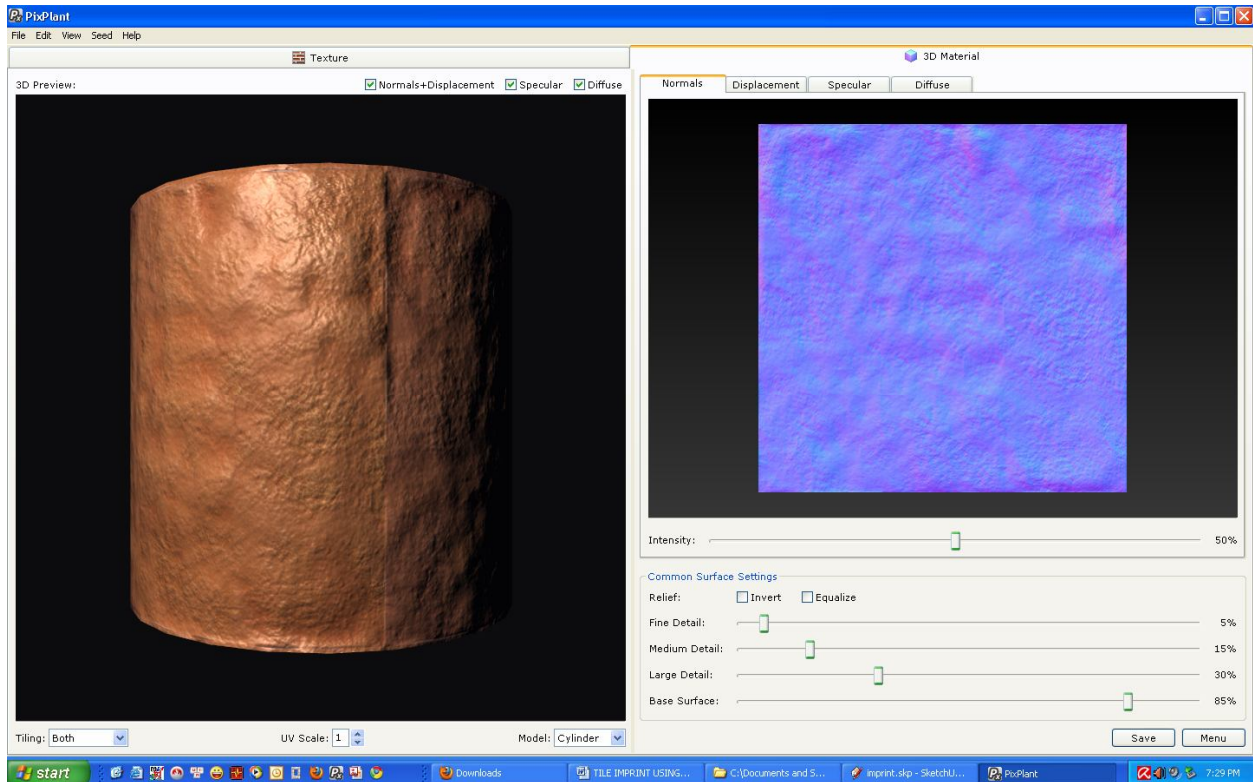 PixPlant
File Edit View Seed Help
Texture
3D Material
3D Preview:
Normals+Displacement Specular Diffuse
Normals Displacement Specular Diffuse
Intensity: 50%
Common Surface Settings
Relief: Invert Equalize
Fine Detail: 5%
Medium Detail: 15%
Large Detail: 30%
Base Surface: 85%
Tiling: Both UV Scale: 1 Model: Cylinder
Save Menu
start Downloads TILE IMPRINT USING... C:\Documents and S... imprint.skp - SketchU... PixPlant 7:29 PM